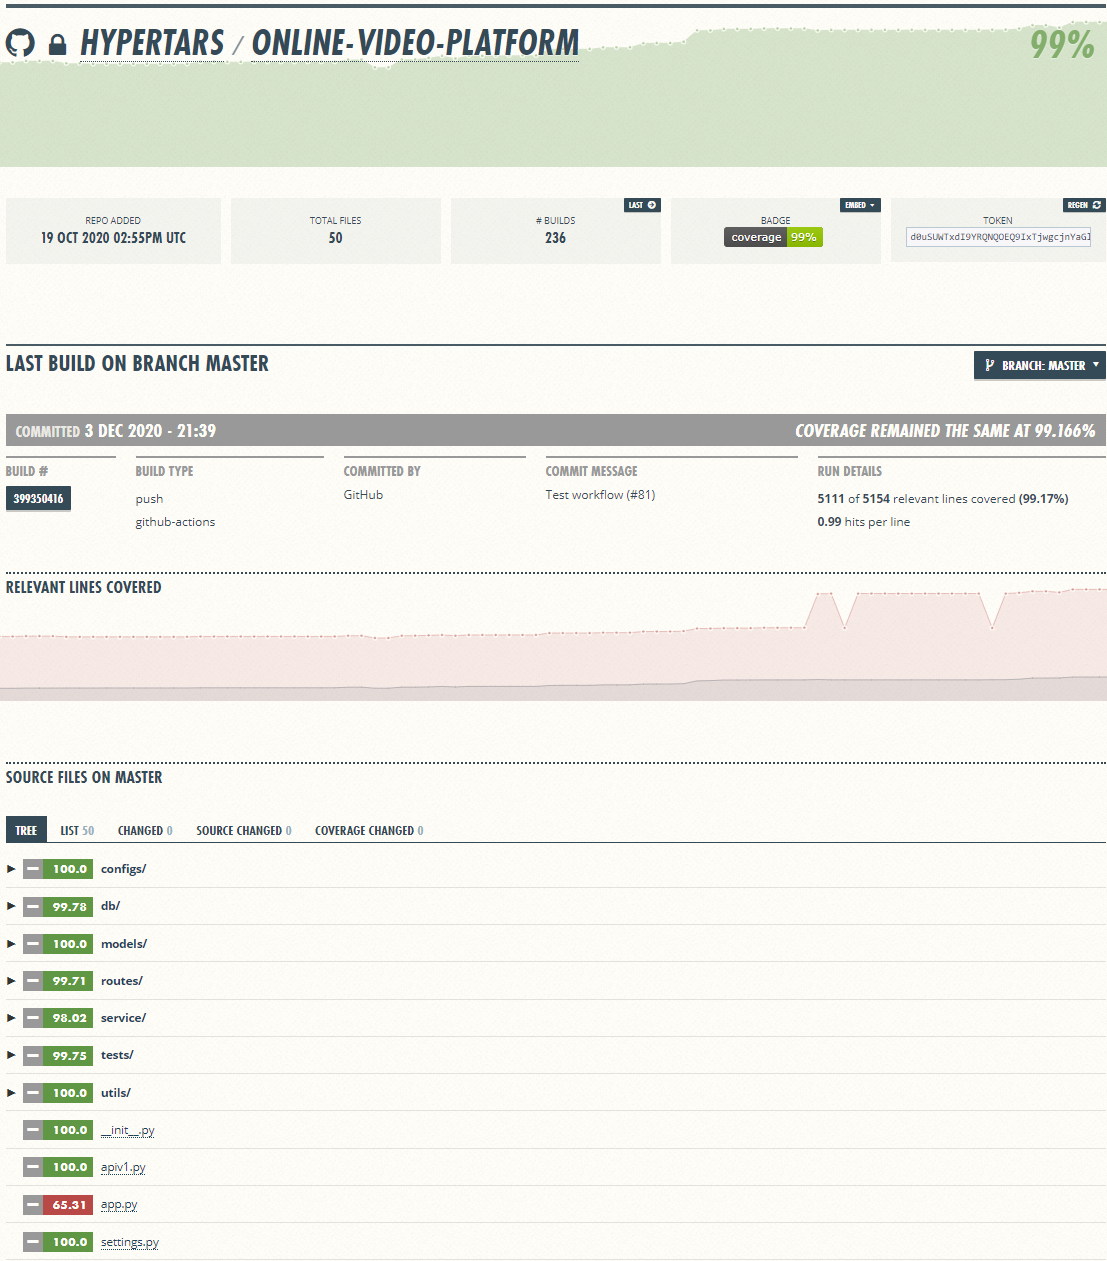 HYPERTARS / ONLINE-VIDEO-PLATFORM
99%
REPO ADDED
19 OCT 2020 02:55PM UTC
TOTAL FILES
50
LAST
# BUILDS
236
EMBED
BADGE
coverage 99%
REGEN
TOKEN
d0uSUWTxdI9YRQNQOEQ9IxTjwgcjnYaGI
LAST BUILD ON BRANCH MASTER
BRANCH: MASTER
COMMITTED 3 DEC 2020 - 21:39
COVERAGE REMAINED THE SAME AT 99.166%
BUILD #
399350416
BUILD TYPE
push
github-actions
COMMITTED BY
GitHub
COMMIT MESSAGE
Test workflow (#81)
RUN DETAILS
5111 of 5154 relevant lines covered (99.17%)
0.99 hits per line
RELEVANT LINES COVERED
SOURCE FILES ON MASTER
TREE LIST 50 CHANGED 0 SOURCE CHANGED 0 COVERAGE CHANGED 0
100.0 configs/
99.78 db/
100.0 models/
99.71 routes/
98.02 service/
99.75 tests/
100.0 utils/
100.0 __init__.py
100.0 apiv1.py
65.31 app.py
100.0 settings.py